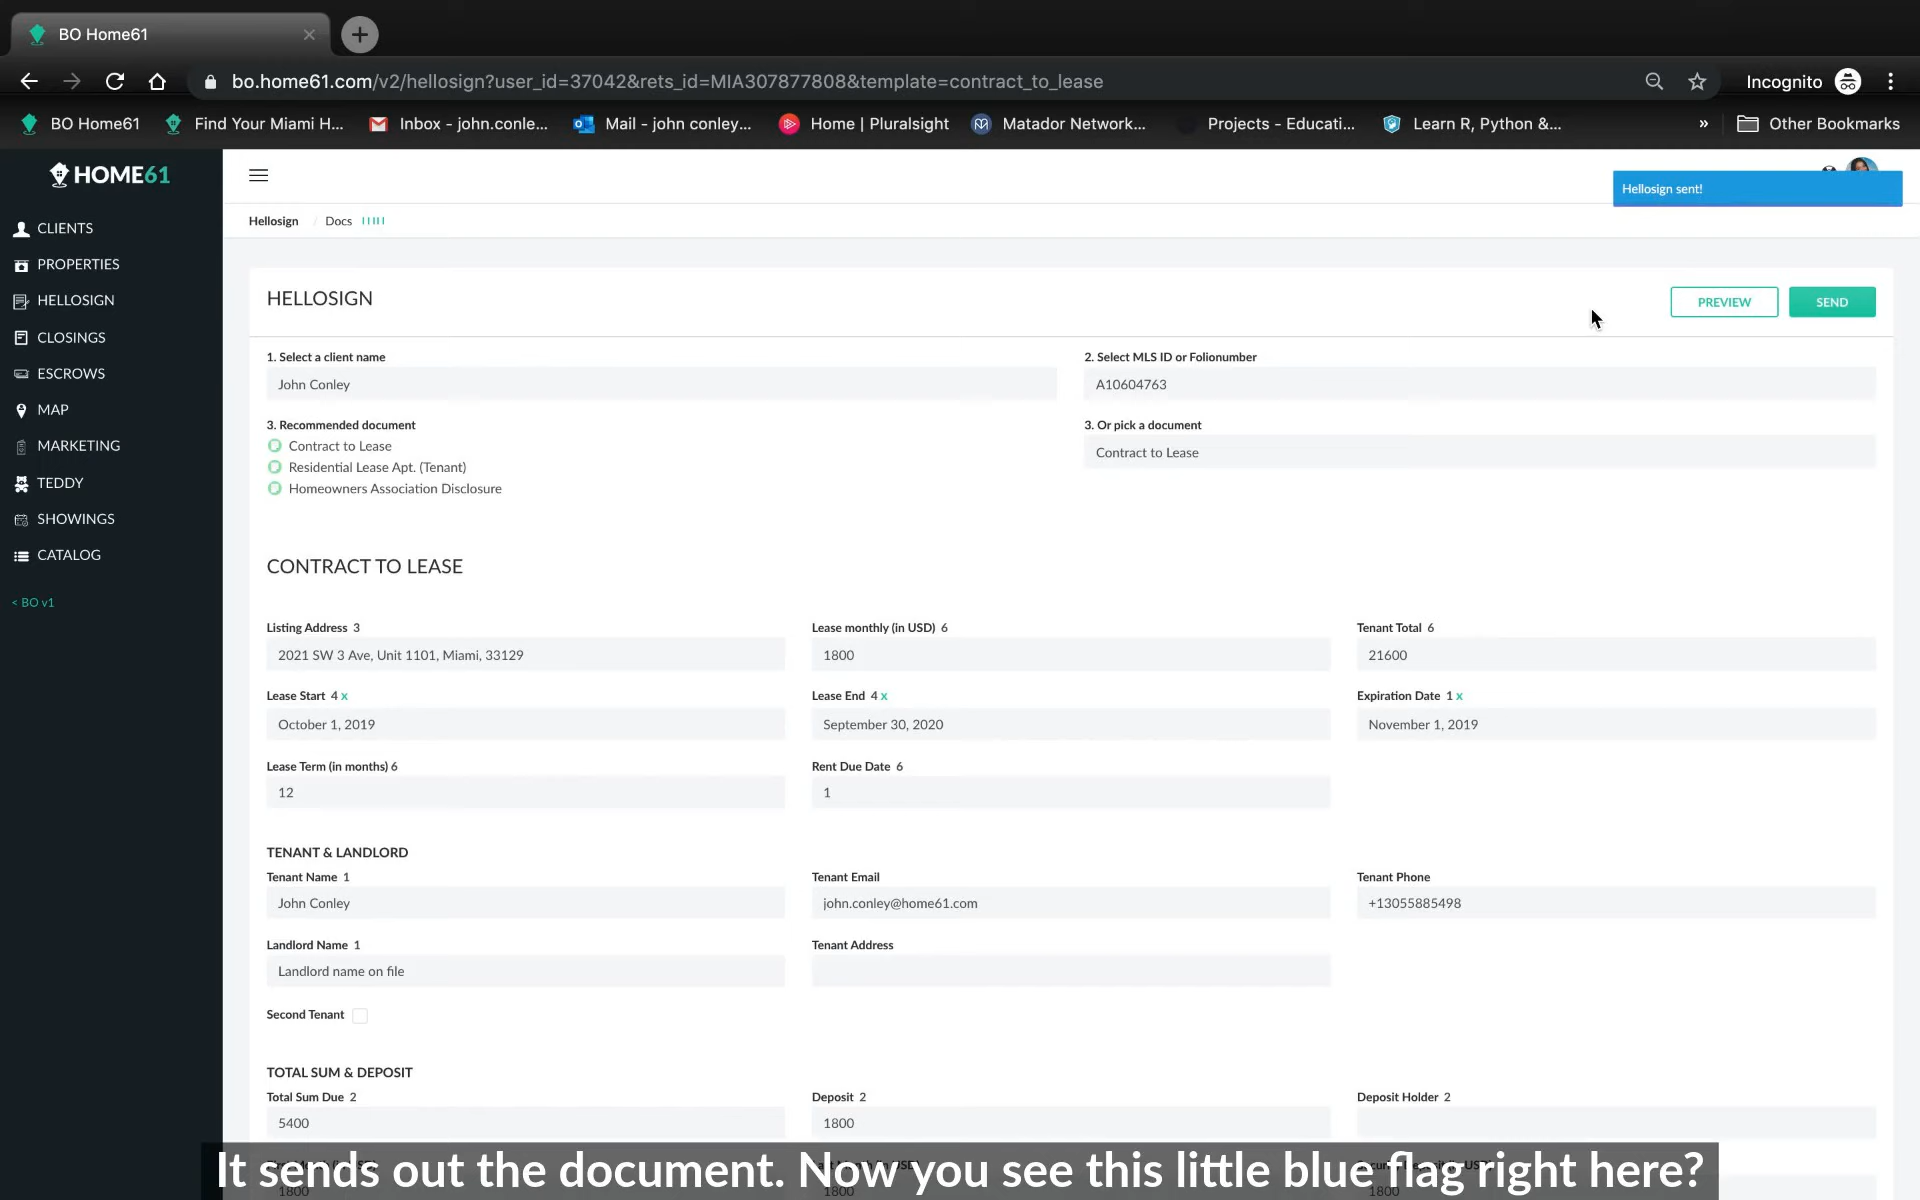 BO Home61
bo.home61.com/v2/hellosign?user_id=37042&rets_id=MIA307877808&template=contract_to_lease
Incognito
BO Home61
Find Your Miami H...
Inbox - john.conle...
Mail - john conley...
Home | Pluralsight
Matador Network...
Projects - Educati...
Learn R, Python &...
»
Other Bookmarks
HOME61
CLIENTS
PROPERTIES
HELLOSIGN
CLOSINGS
ESCROWS
MAP
MARKETING
TEDDY
SHOWINGS
CATALOG
< BO v1
Hellosign sent!
Hellosign / Docs
HELLOSIGN
PREVIEW
SEND
1. Select a client name
John Conley
2. Select MLS ID or Folionumber
A10604763
3. Recommended document
Contract to Lease
Residential Lease Apt. (Tenant)
Homeowners Association Disclosure
3. Or pick a document
Contract to Lease
CONTRACT TO LEASE
Listing Address 3
2021 SW 3 Ave, Unit 1101, Miami, 33129
Lease monthly (in USD) 6
1800
Tenant Total 6
21600
Lease Start 4 x
October 1, 2019
Lease End 4 x
September 30, 2020
Expiration Date 1 x
November 1, 2019
Lease Term (in months) 6
12
Rent Due Date 6
1
TENANT & LANDLORD
Tenant Name 1
John Conley
Tenant Email
john.conley@home61.com
Tenant Phone
+13055885498
Landlord Name 1
Landlord name on file
Tenant Address
Second Tenant
TOTAL SUM & DEPOSIT
Total Sum Due 2
5400
Deposit 2
1800
Deposit Holder 2
It sends out the document. Now you see this little blue flag right here?
1800
1800
1800